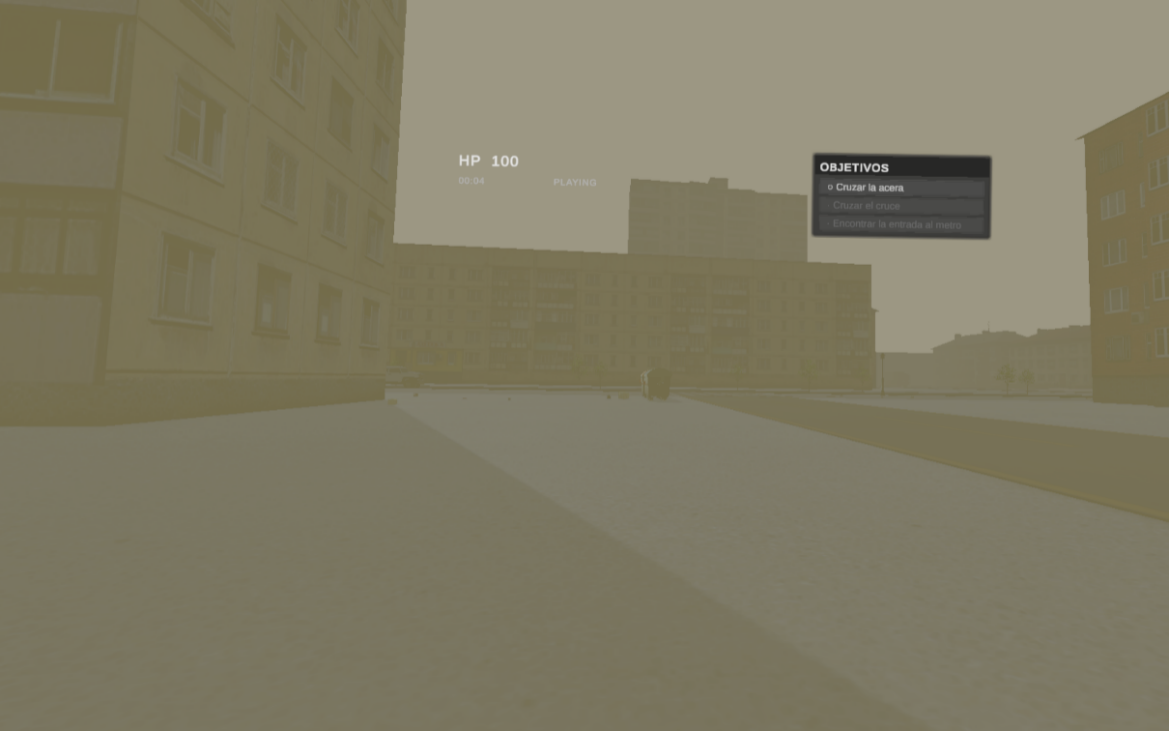 HP 100
00:04 PLAYING
OBJETIVOS
Cruzar la acera
Cruzar el cruce
Encontrar la entrada al metro